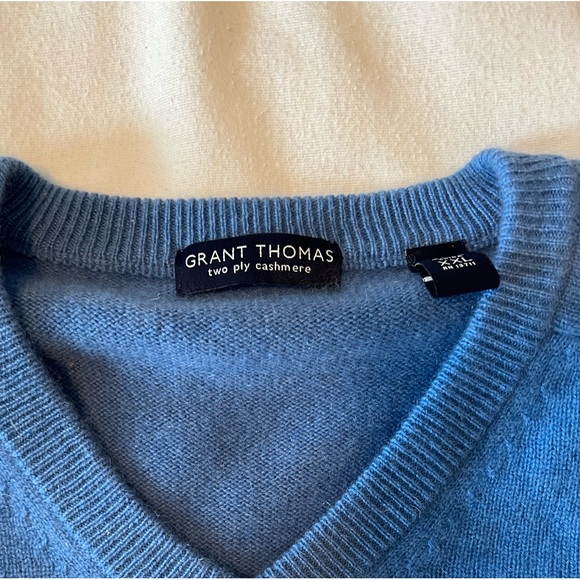 GRANT THOMAS
two ply cashmere
XXL